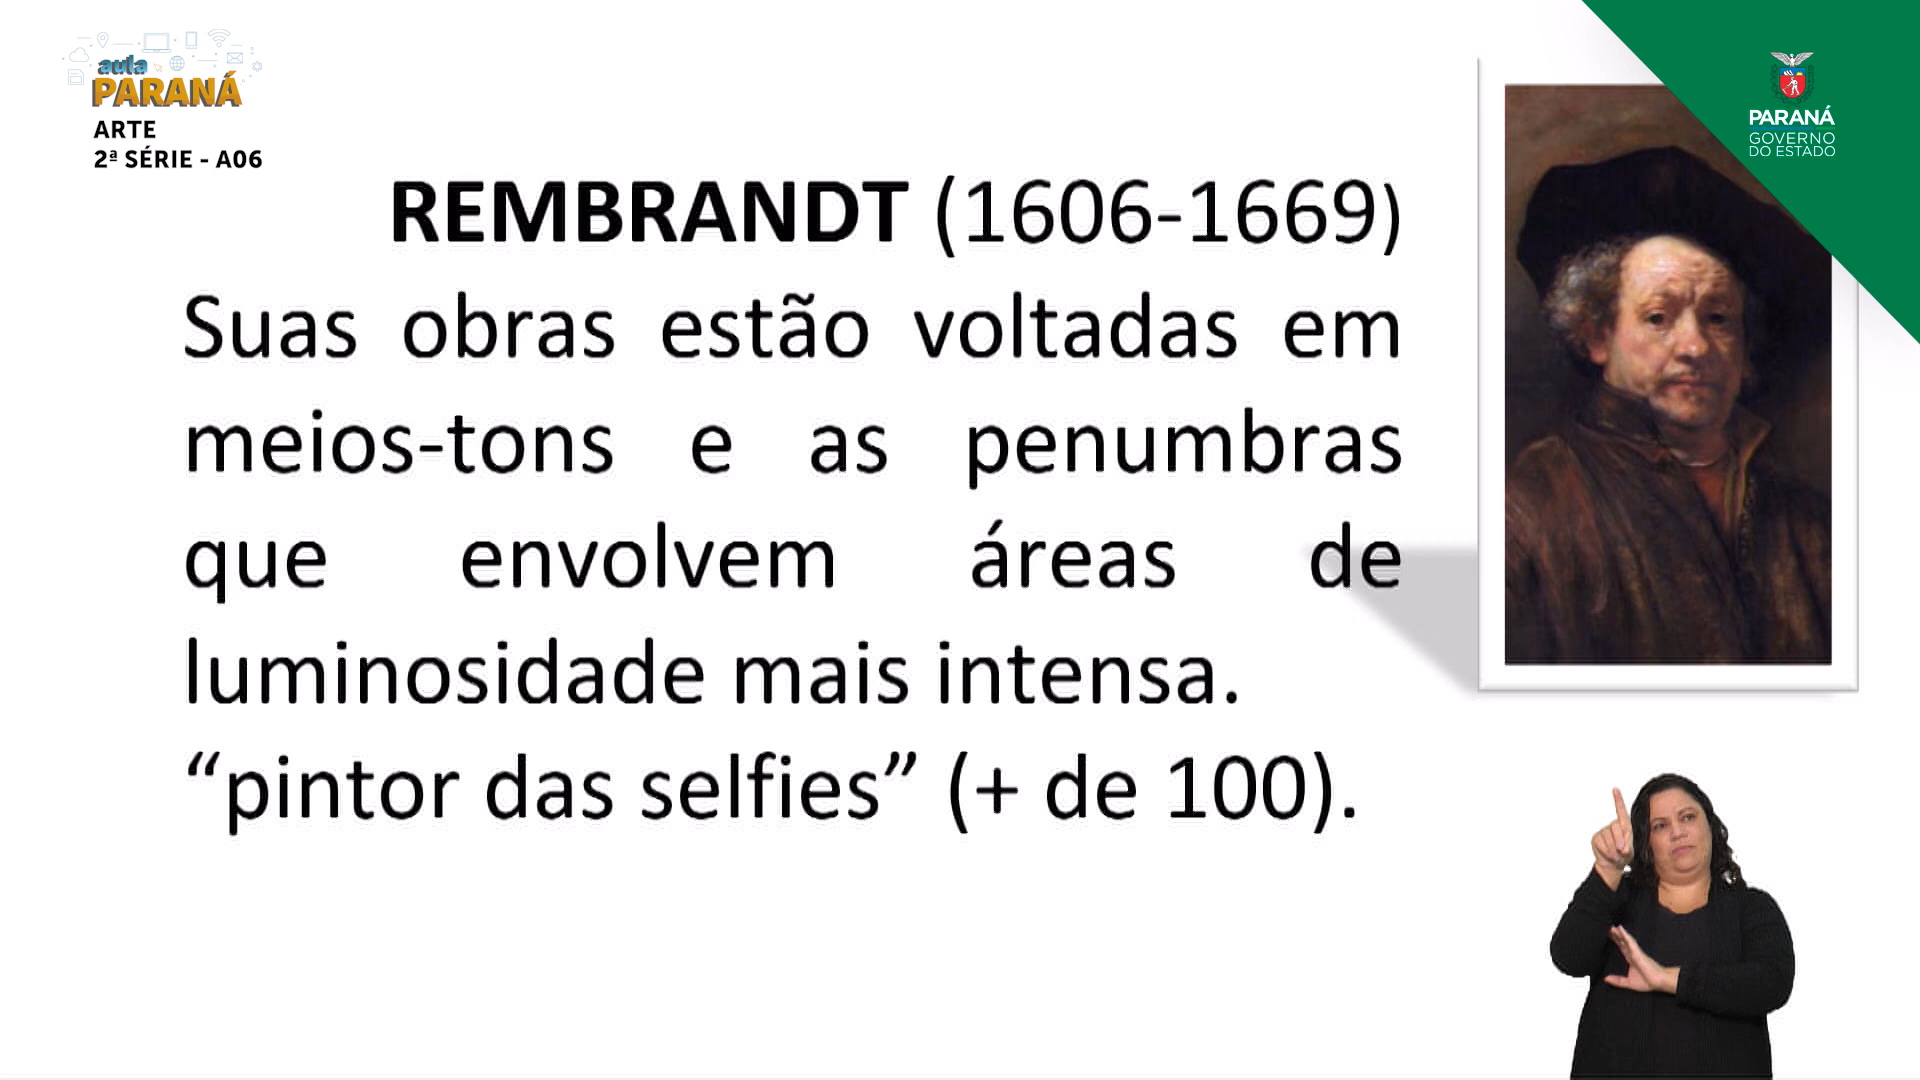 aula
PARANÁ
ARTE
2ª SÉRIE - A06
PARANÁ
GOVERNO
DO ESTADO
REMBRANDT (1606-1669)
Suas obras estão voltadas em
meios-tons e as penumbras
que envolvem áreas de
luminosidade mais intensa.
“pintor das selfies” (+ de 100).